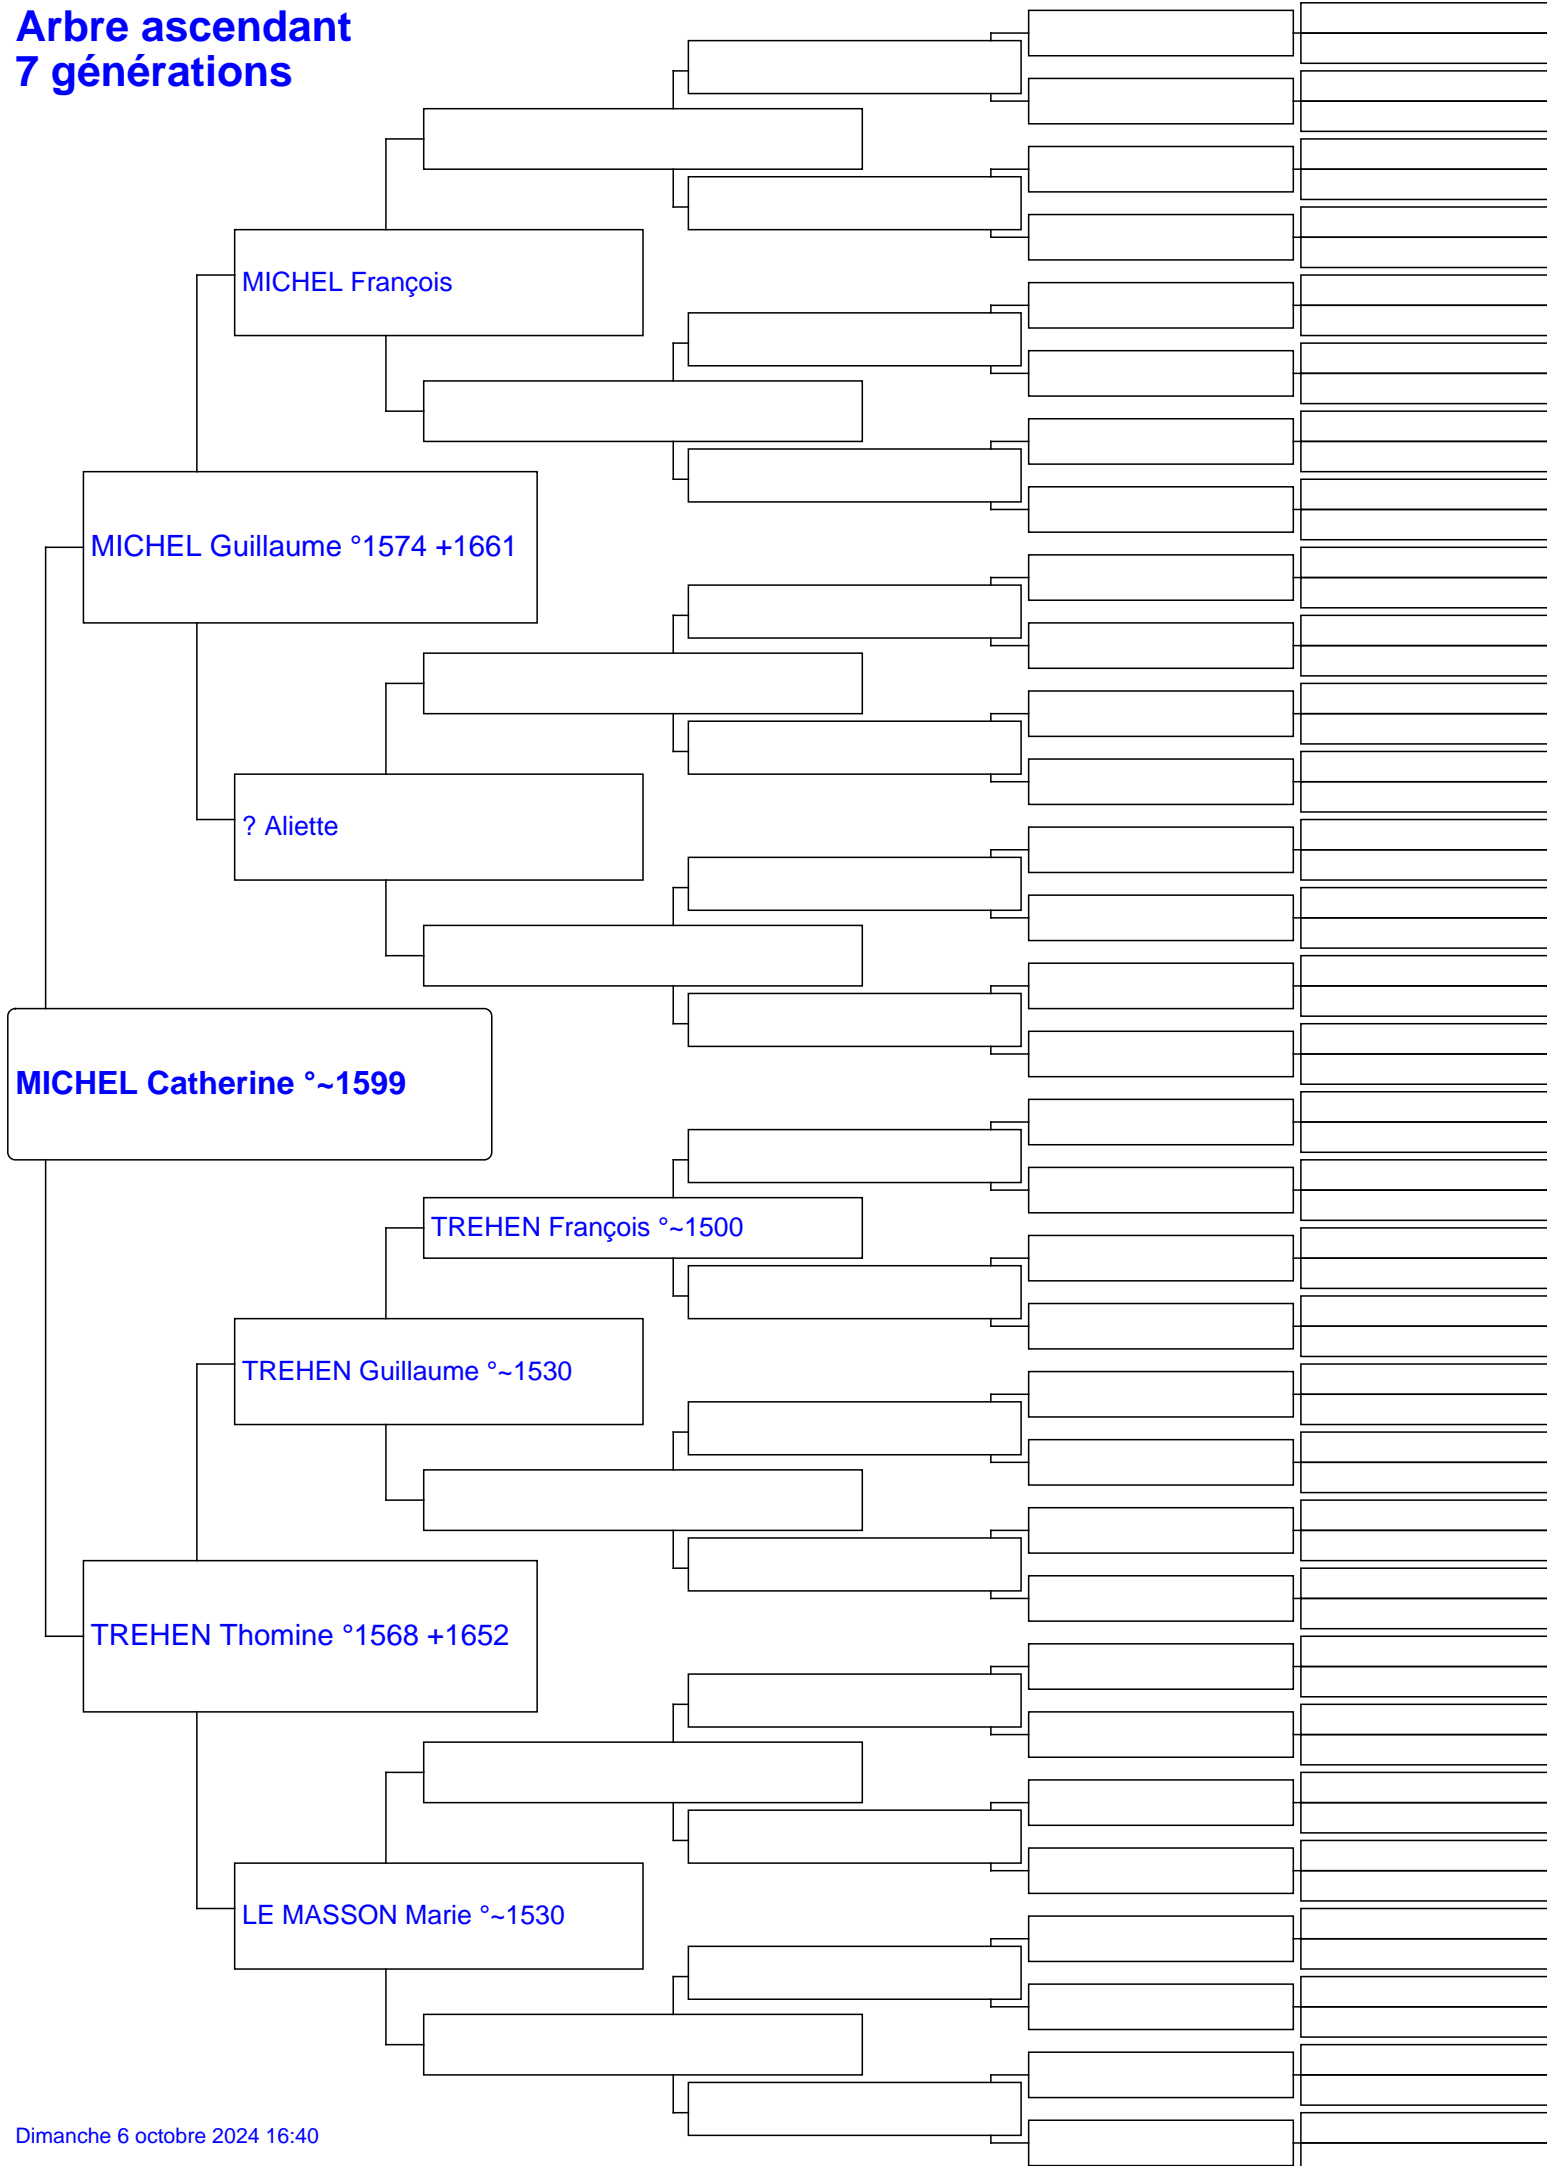 Arbre ascendant
7 générations
MICHEL François
MICHEL Guillaume °1574 +1661
? Aliette
MICHEL Catherine °~1599
TREHEN François °~1500
TREHEN Guillaume °~1530
TREHEN Thomine °1568 +1652
LE MASSON Marie °~1530
Dimanche 6 octobre 2024 16:40